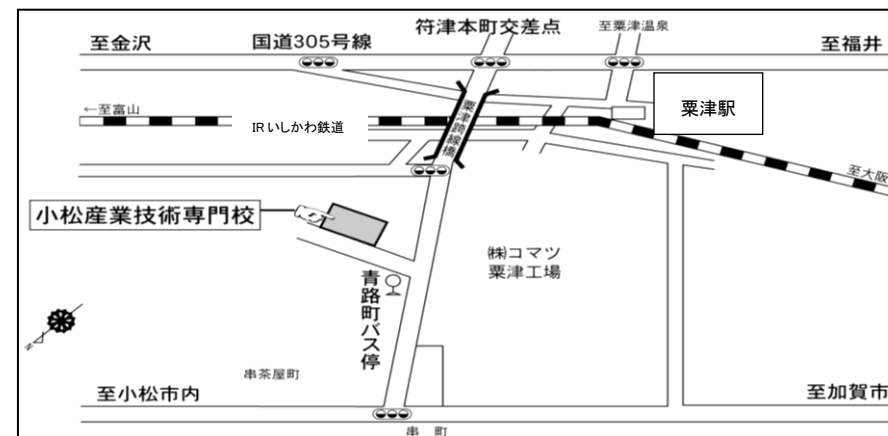 符津本町交差点
至粟津温泉
至金沢
国道305号線
至福井
←至富山
IRいしかわ鉄道
粟津跨線橋
粟津駅
至大阪
小松産業技術専門校
㈱コマツ
粟津工場
青路町バス停
N
串茶屋町
至小松市内
至加賀市
串 町